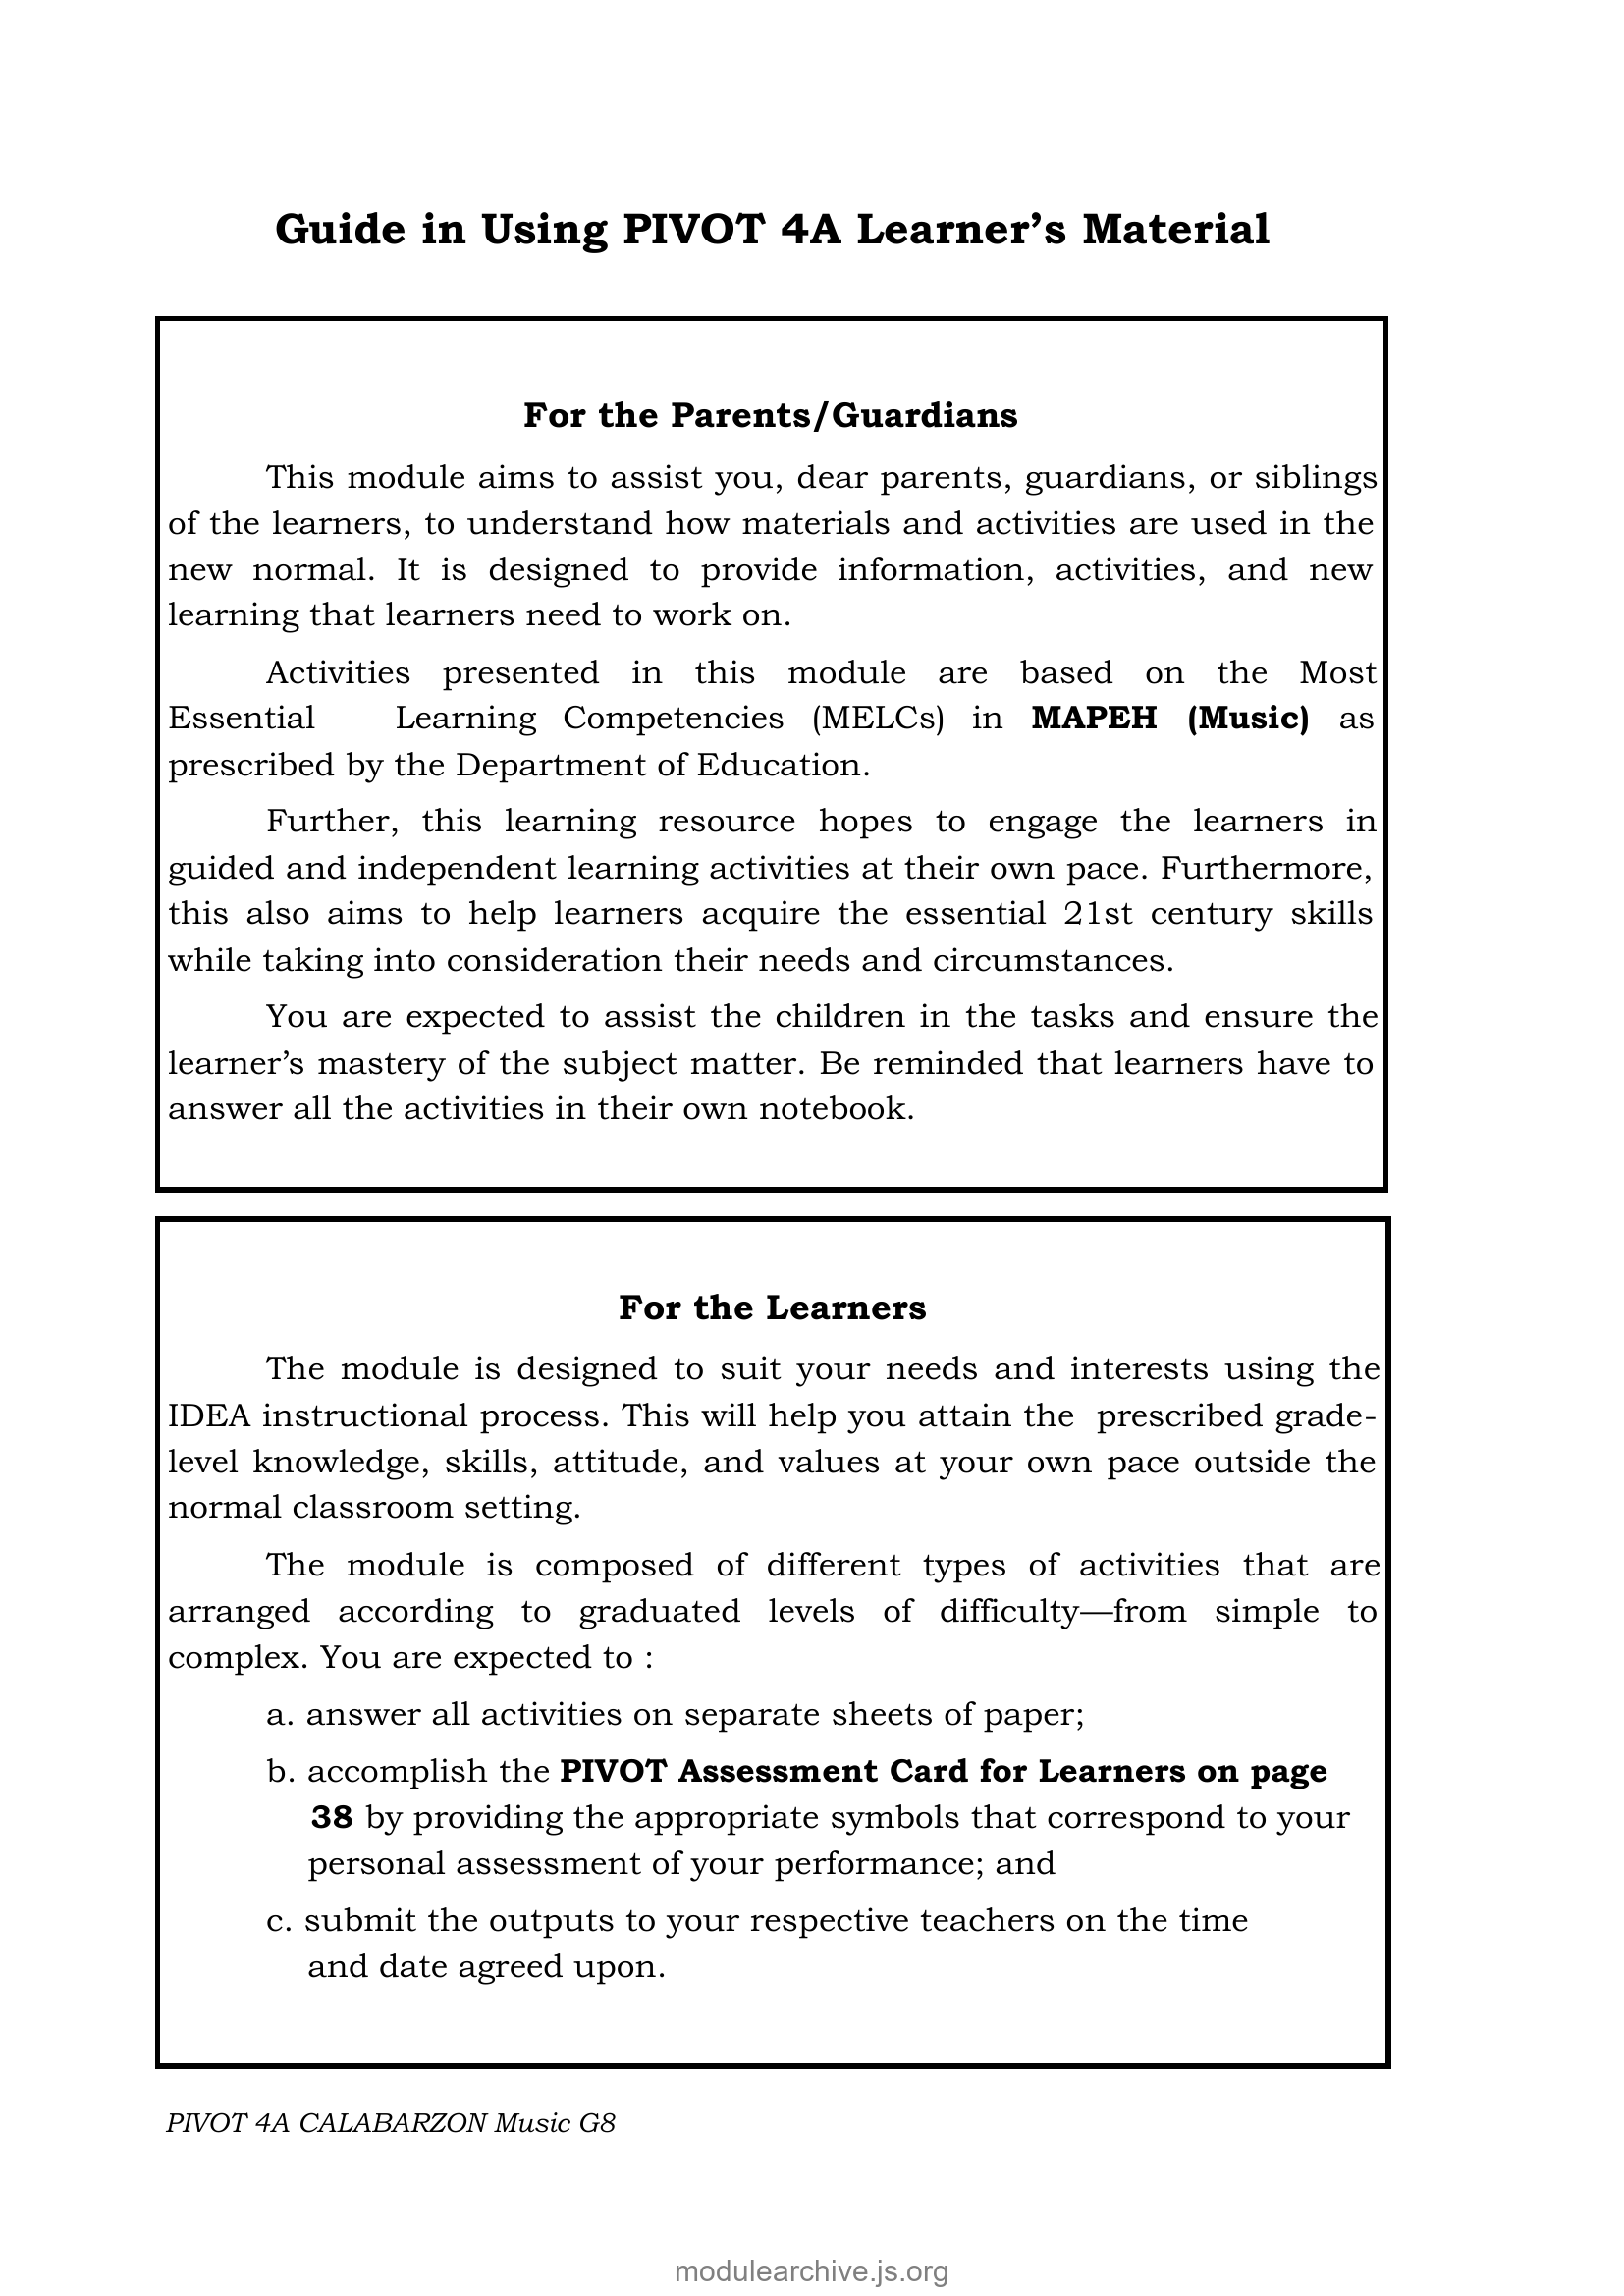 Guide in Using PIVOT 4A Learner’s Material
For the Parents/Guardians
This module aims to assist you, dear parents, guardians, or siblings
of the learners, to understand how materials and activities are used in the
new normal. It is designed to provide information, activities, and new
learning that learners need to work on.
Activities presented in this module are based on the Most
Essential Learning Competencies (MELCs) in MAPEH (Music) as
prescribed by the Department of Education.
Further, this learning resource hopes to engage the learners in
guided and independent learning activities at their own pace. Furthermore,
this also aims to help learners acquire the essential 21st century skills
while taking into consideration their needs and circumstances.
You are expected to assist the children in the tasks and ensure the
learner’s mastery of the subject matter. Be reminded that learners have to
answer all the activities in their own notebook.
For the Learners
The module is designed to suit your needs and interests using the
IDEA instructional process. This will help you attain the prescribed grade-
level knowledge, skills, attitude, and values at your own pace outside the
normal classroom setting.
The module is composed of different types of activities that are
arranged according to graduated levels of difficulty—from simple to
complex. You are expected to :
a. answer all activities on separate sheets of paper;
b. accomplish the PIVOT Assessment Card for Learners on page
38 by providing the appropriate symbols that correspond to your
personal assessment of your performance; and
c. submit the outputs to your respective teachers on the time
and date agreed upon.
PIVOT 4A CALABARZON Music G8
modulearchive.js.org